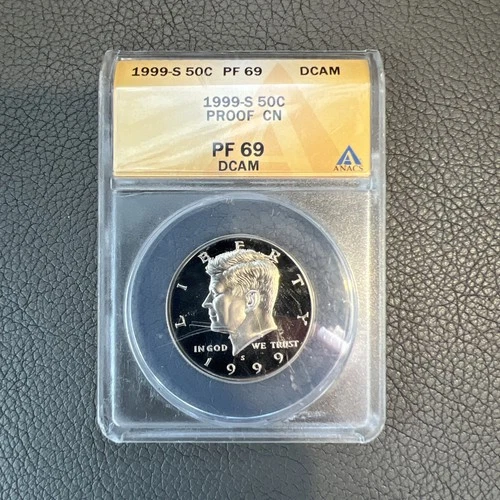 1999-S 50C PF 69 DCAM
1999-S 50C
PROOF CN
PF 69
DCAM
ANACS
LIBERTY
IN GOD WE TRUST
S
1999